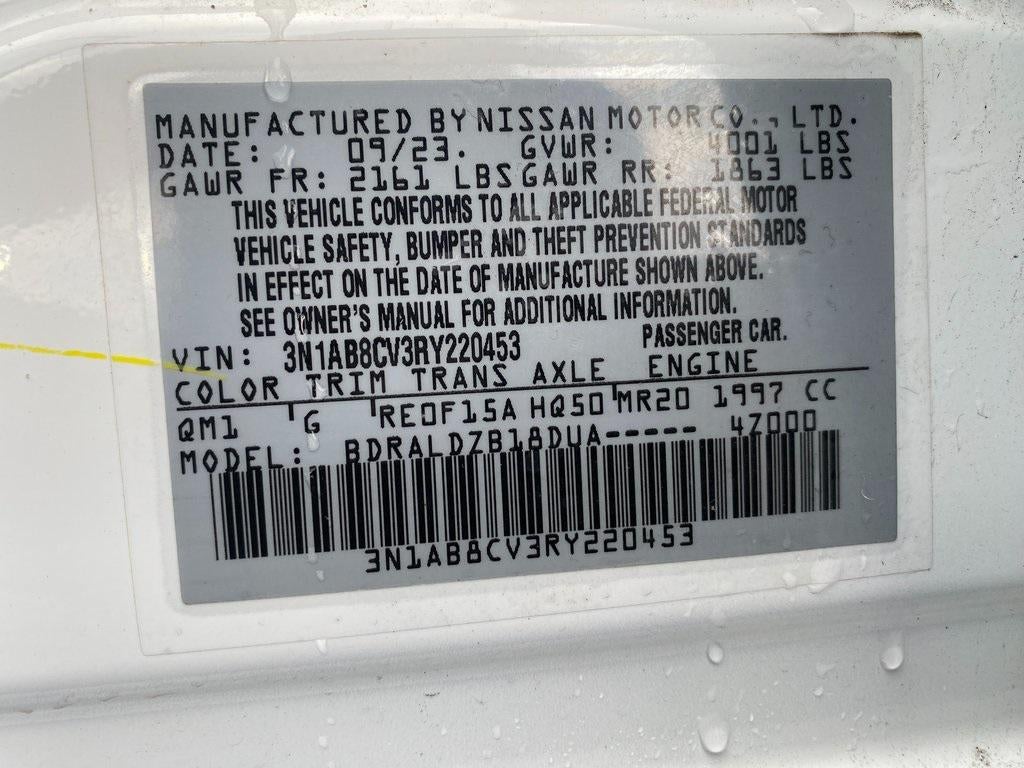 MANUFACTURED BY NISSAN MOTOR CO., LTD.
DATE: 09/23. GVWR: 4001 LBS
GAWR FR: 2161 LBS GAWR RR: 1863 LBS
THIS VEHICLE CONFORMS TO ALL APPLICABLE FEDERAL MOTOR
VEHICLE SAFETY, BUMPER AND THEFT PREVENTION STANDARDS
IN EFFECT ON THE DATE OF MANUFACTURE SHOWN ABOVE.
SEE OWNER'S MANUAL FOR ADDITIONAL INFORMATION.
VIN: 3N1AB8CV3RY220453 PASSENGER CAR.
COLOR TRIM TRANS AXLE ENGINE
QM1 G RE0F15A HQ50 MR20 1997 CC
MODEL: BDRALDZB18DUA----- 4Z000
3N1AB8CV3RY220453